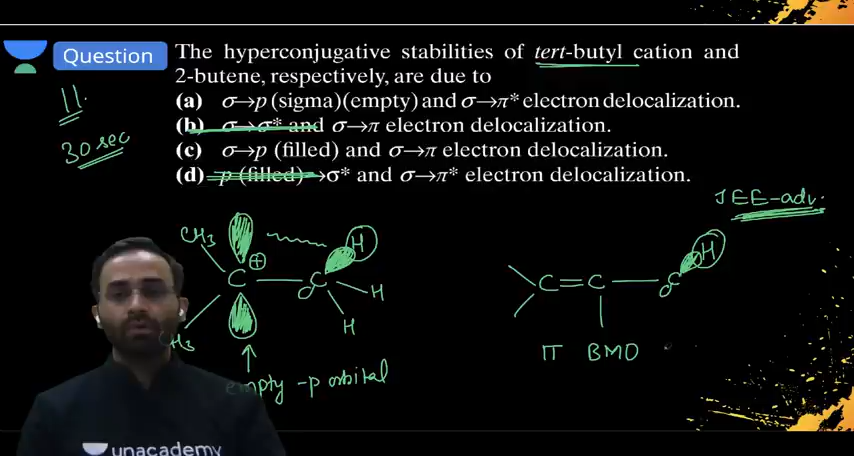 Question
The hyperconjugative stabilities of tert-butyl cation and
2-butene, respectively, are due to
(a) σ→p (sigma)(empty) and σ→π* electron delocalization.
(b) σ→σ* and σ→π electron delocalization.
(c) σ→p (filled) and σ→π electron delocalization.
(d) p (filled)→σ* and σ→π* electron delocalization.
11.
30 sec
JEE-adv.
CH3
C ⊕ C H
H
H
CH3
empty -p orbital
C=C C H
π BMO
unacademy